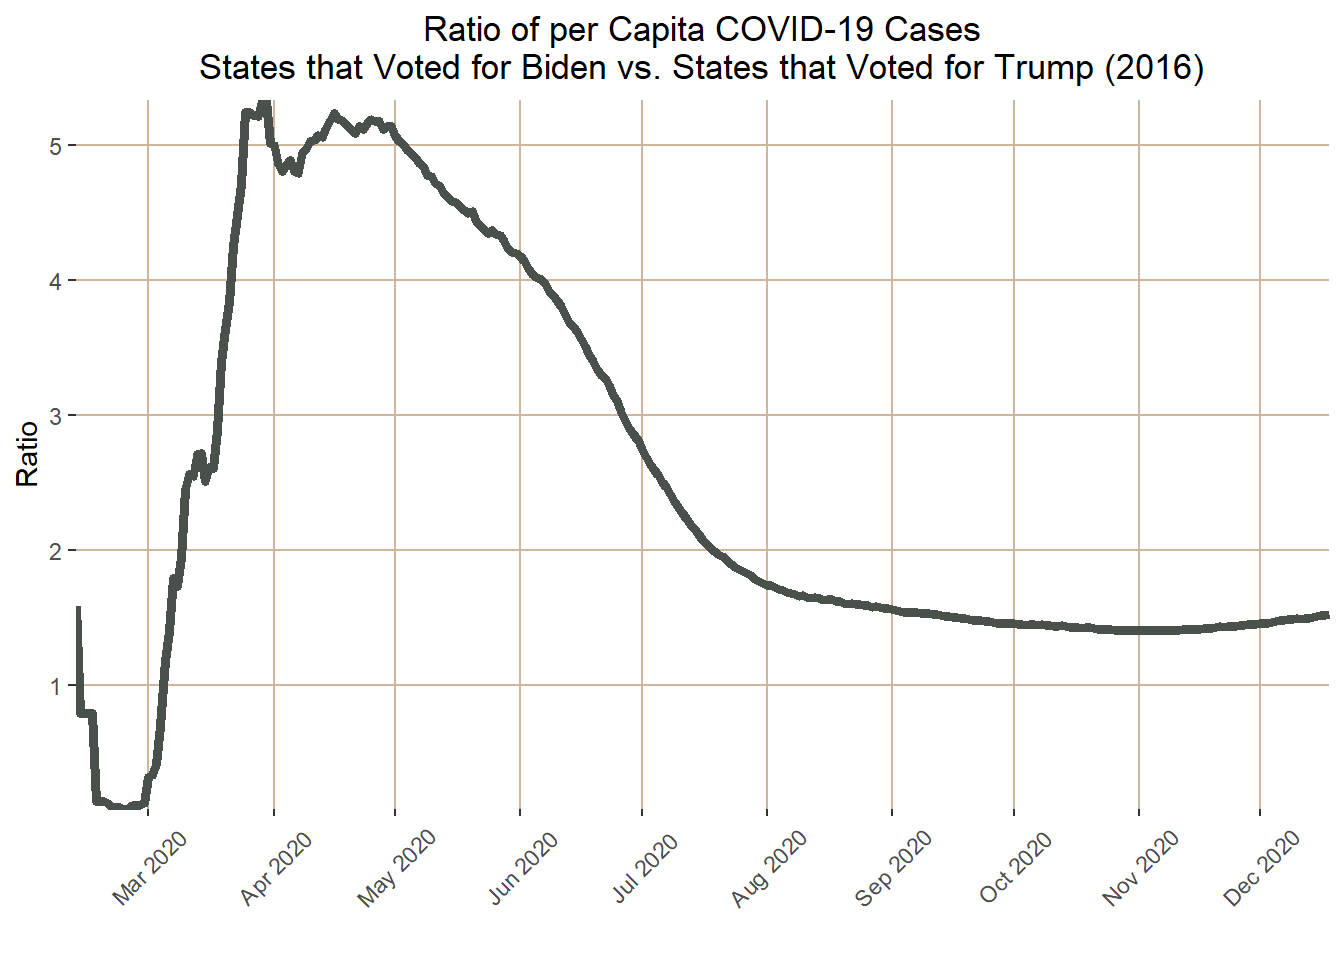 Ratio of per Capita COVID-19 Cases
States that Voted for Biden vs. States that Voted for Trump (2016)
Ratio
5
4
3
2
1
Mar 2020
Apr 2020
May 2020
Jun 2020
Jul 2020
Aug 2020
Sep 2020
Oct 2020
Nov 2020
Dec 2020